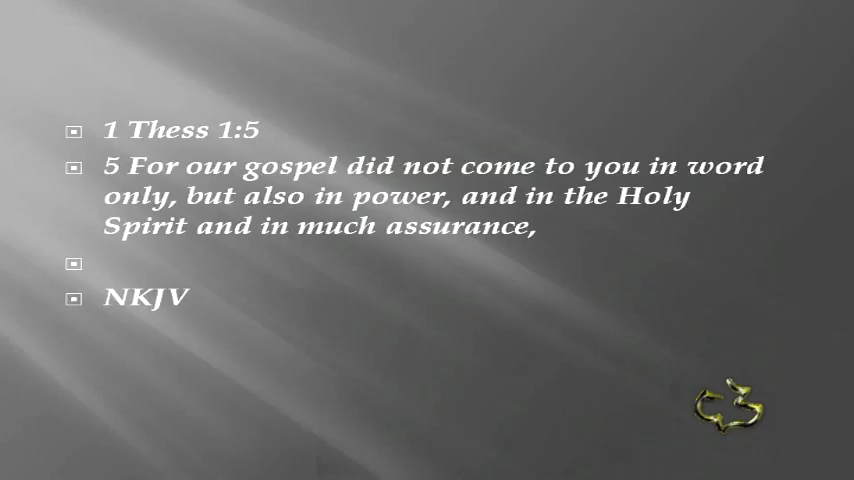 1 Thess 1:5
5 For our gospel did not come to you in word
only, but also in power, and in the Holy
Spirit and in much assurance,
NKJV